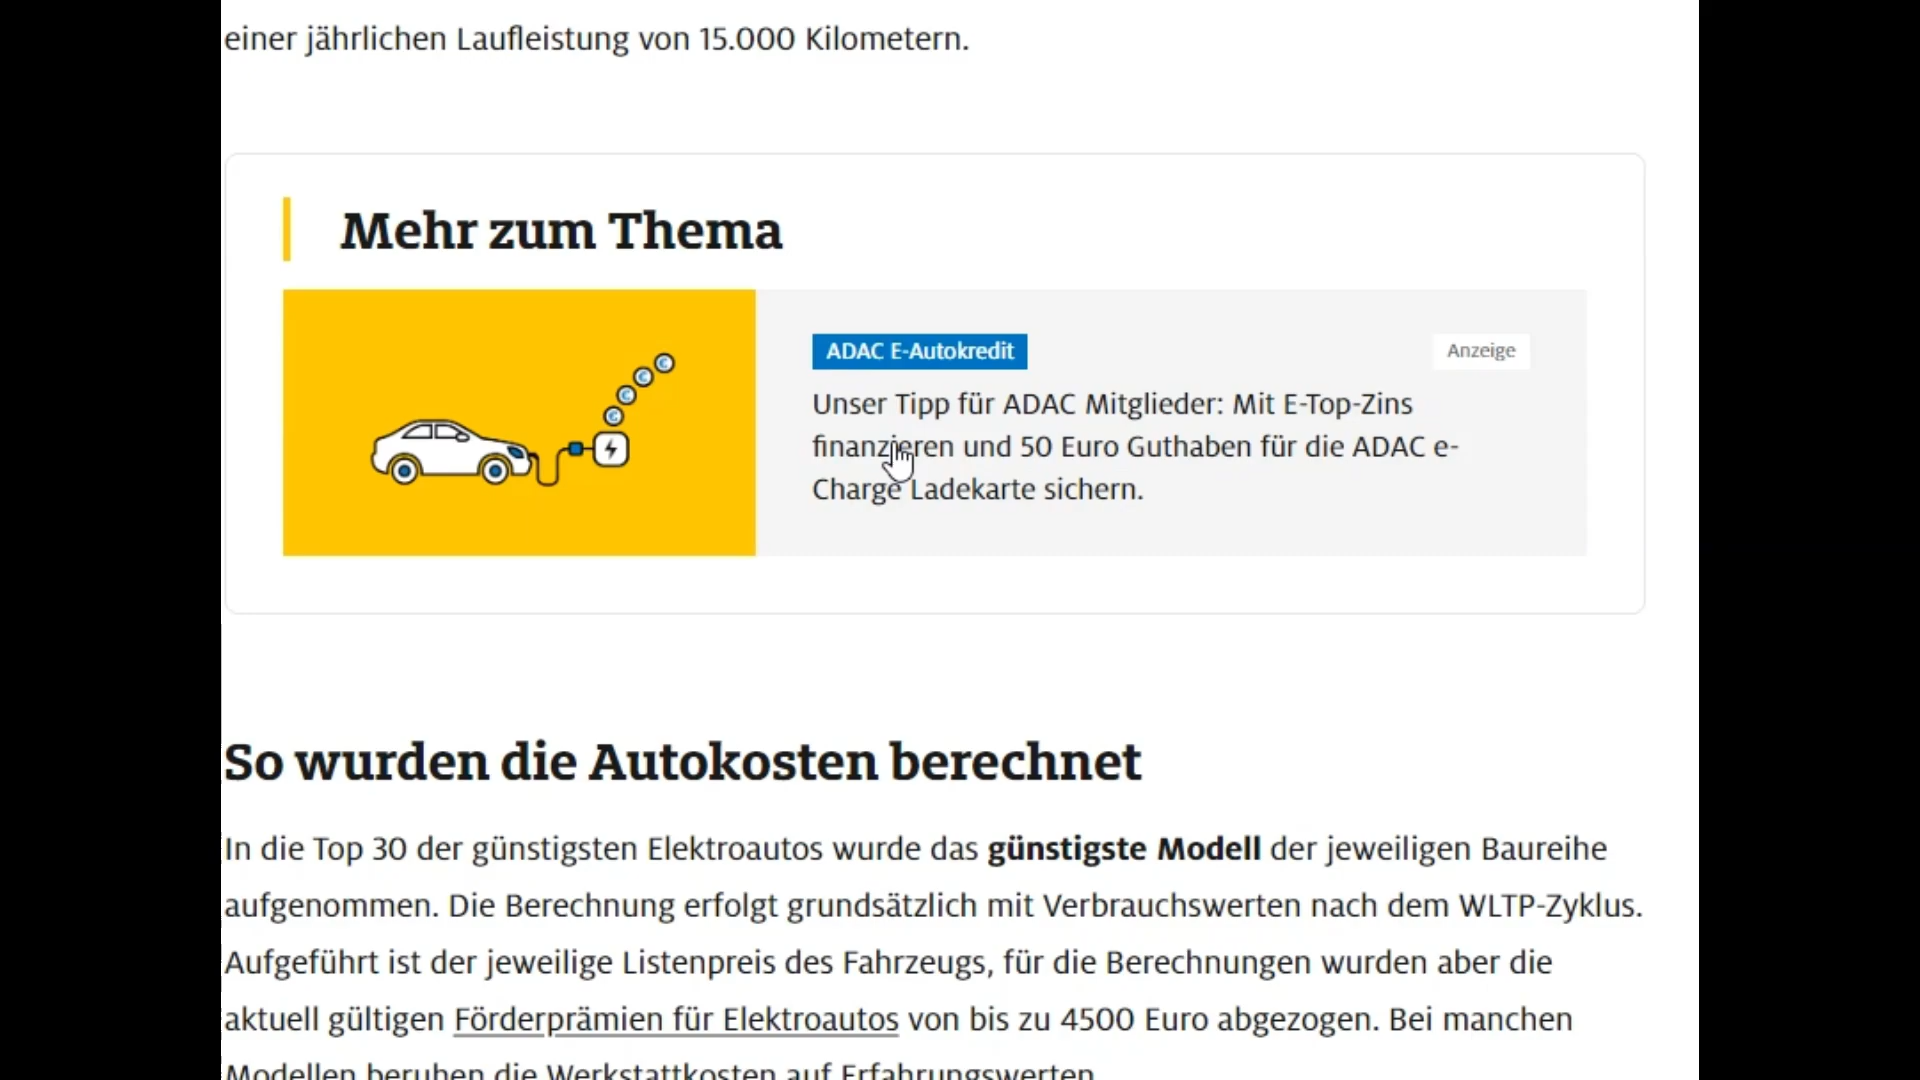 einer jährlichen Laufleistung von 15.000 Kilometern.
Mehr zum Thema
ADAC E-Autokredit
Anzeige
Unser Tipp für ADAC Mitglieder: Mit E-Top-Zins
finanzieren und 50 Euro Guthaben für die ADAC e-
Charge Ladekarte sichern.
So wurden die Autokosten berechnet
In die Top 30 der günstigsten Elektroautos wurde das günstigste Modell der jeweiligen Baureihe
aufgenommen. Die Berechnung erfolgt grundsätzlich mit Verbrauchswerten nach dem WLTP-Zyklus.
Aufgeführt ist der jeweilige Listenpreis des Fahrzeugs, für die Berechnungen wurden aber die
aktuell gültigen Förderprämien für Elektroautos von bis zu 4500 Euro abgezogen. Bei manchen
Modellen beruhen die Werkstattkosten auf Erfahrungswerten.